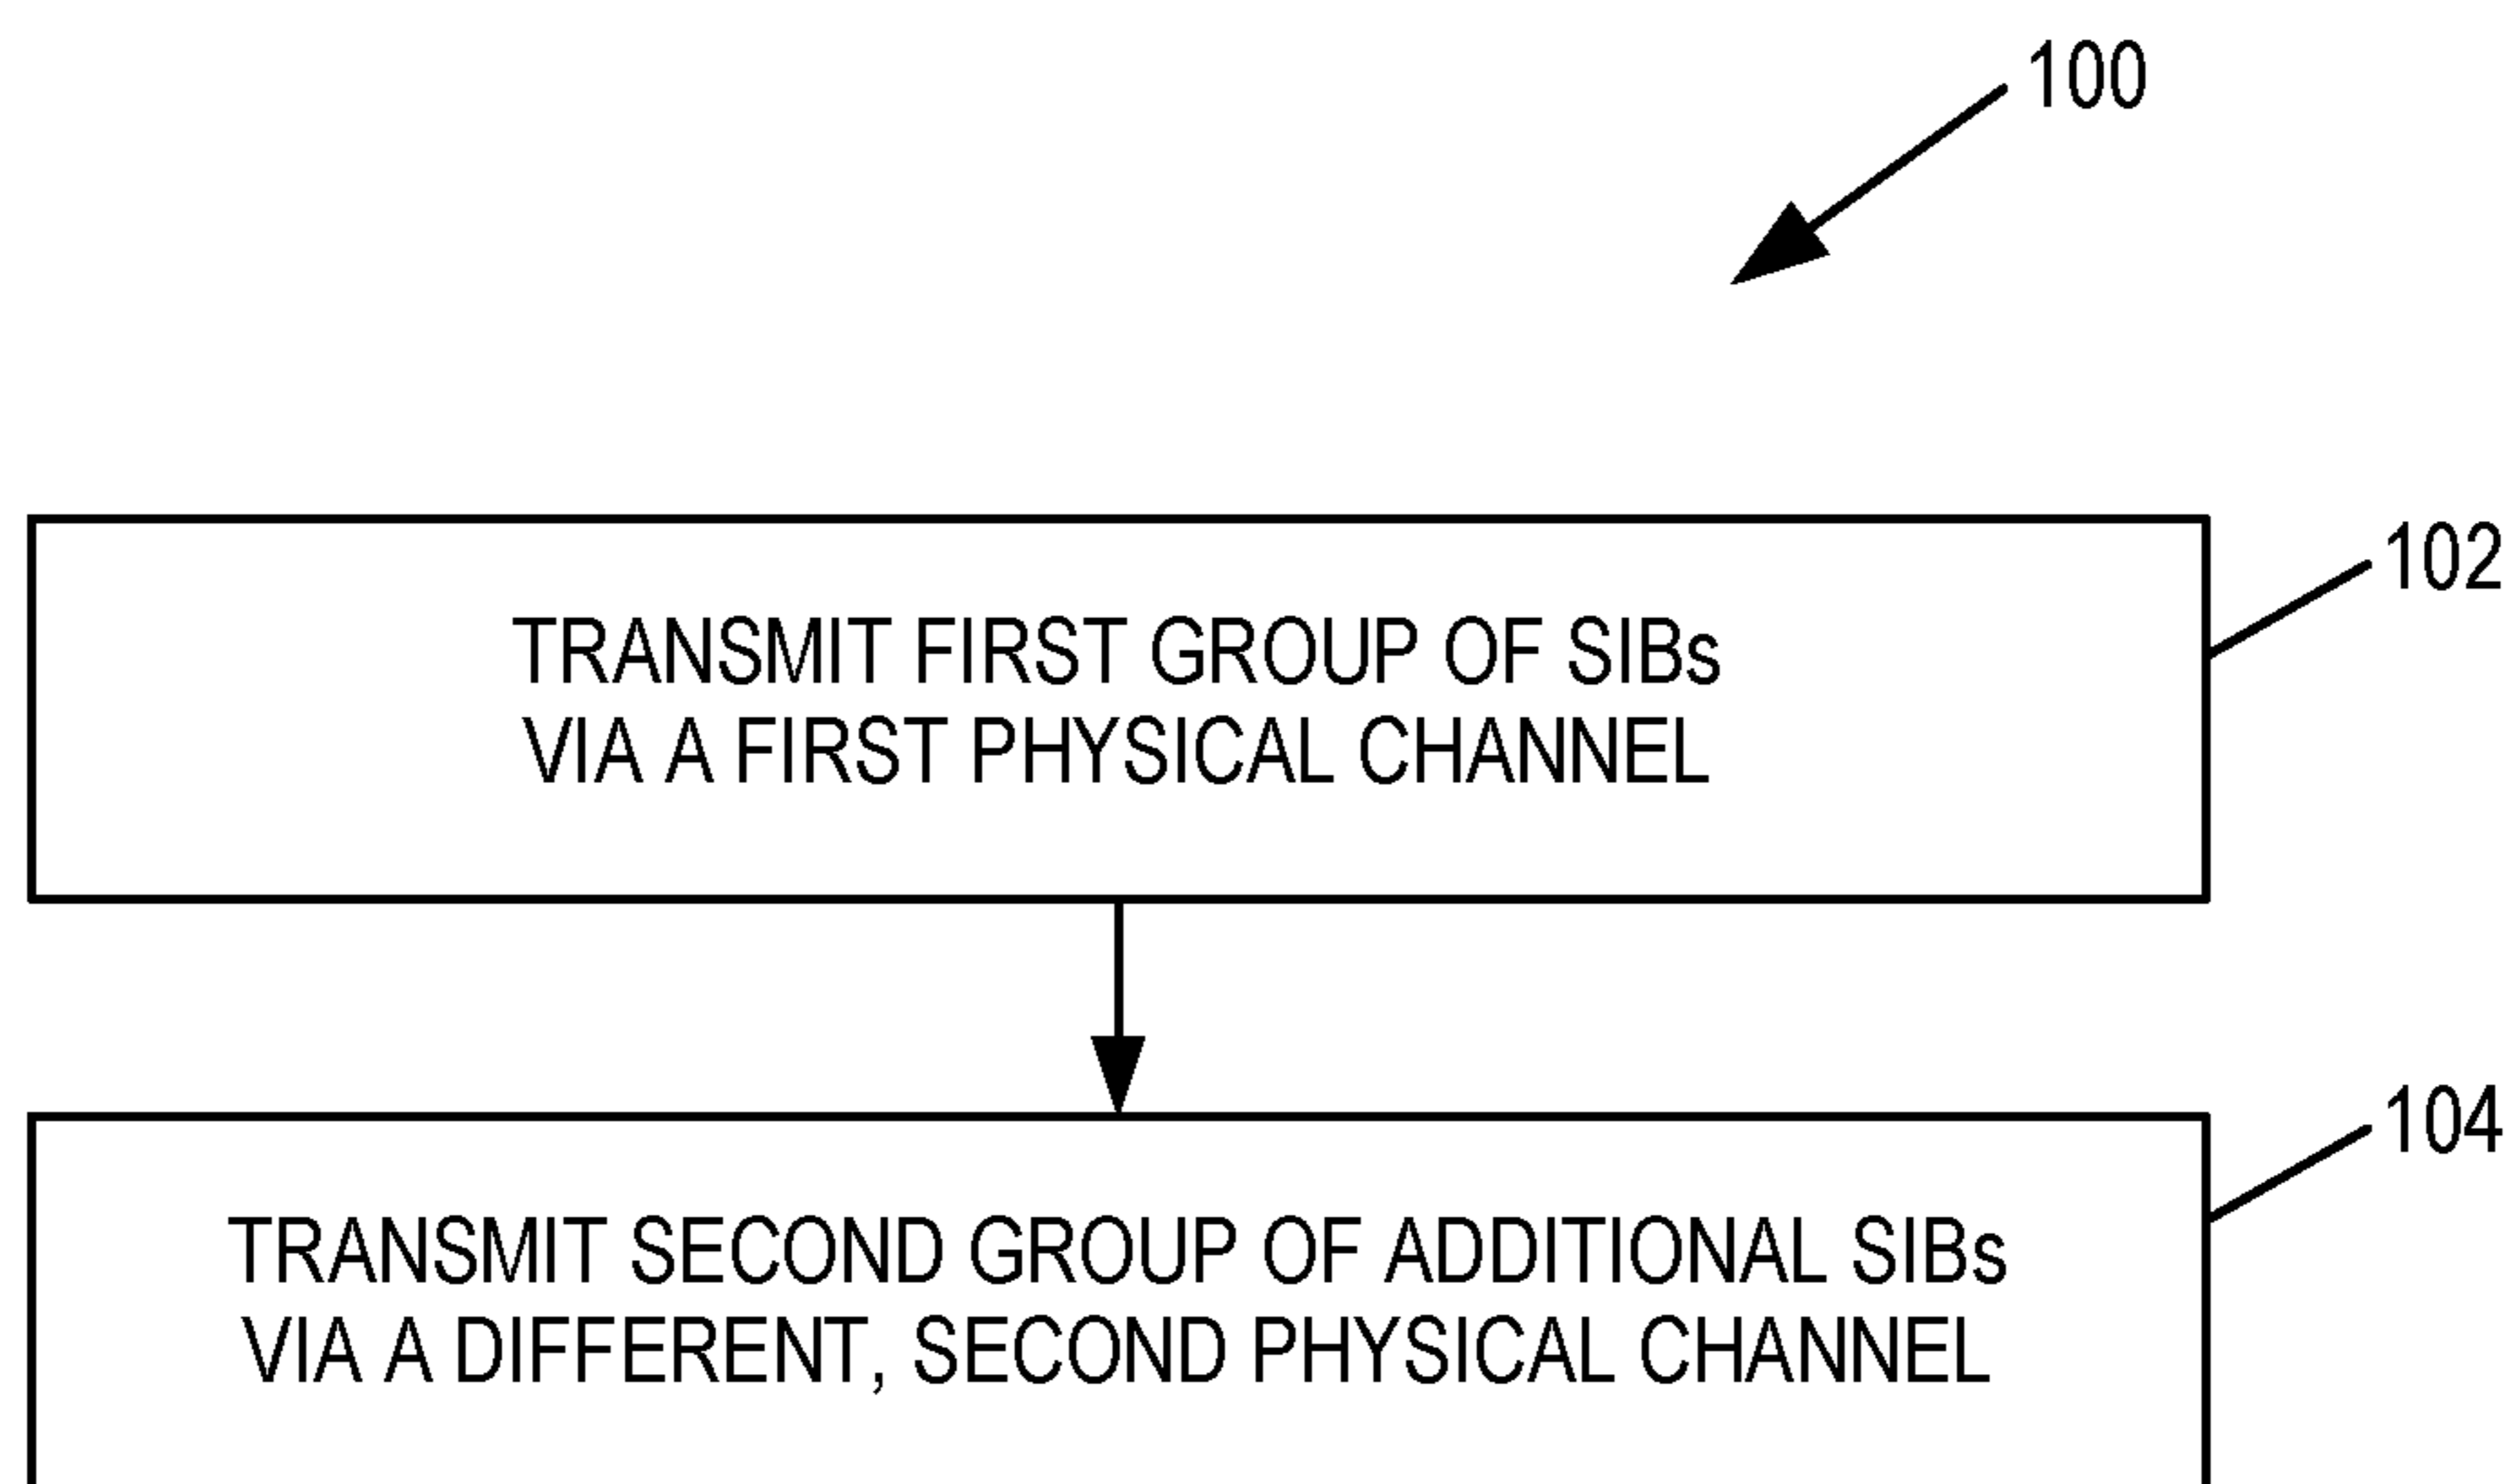 100
102
TRANSMIT FIRST GROUP OF SIBs
VIA A FIRST PHYSICAL CHANNEL
104
TRANSMIT SECOND GROUP OF ADDITIONAL SIBs
VIA A DIFFERENT, SECOND PHYSICAL CHANNEL